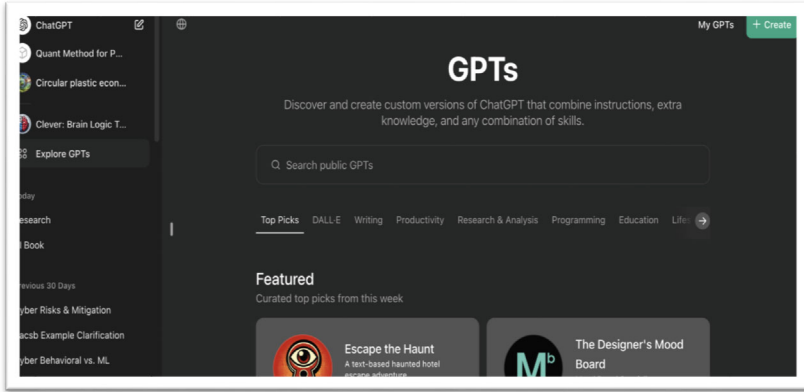 ChatGPT
Quant Method for P...
Circular plastic econ...
Clever: Brain Logic T...
Explore GPTs
oday
esearch
Book
revious 30 Days
yber Risks & Mitigation
acsb Example Clarification
yber Behavioral vs. ML
My GPTs
+ Create
GPTs
Discover and create custom versions of ChatGPT that combine instructions, extra
knowledge, and any combination of skills.
Search public GPTs
Top Picks DALL·E Writing Productivity Research & Analysis Programming Education Lifes
Featured
Curated top picks from this week
Escape the Haunt
A text-based haunted hotel
escape adventure
Mb
The Designer's Mood
Board